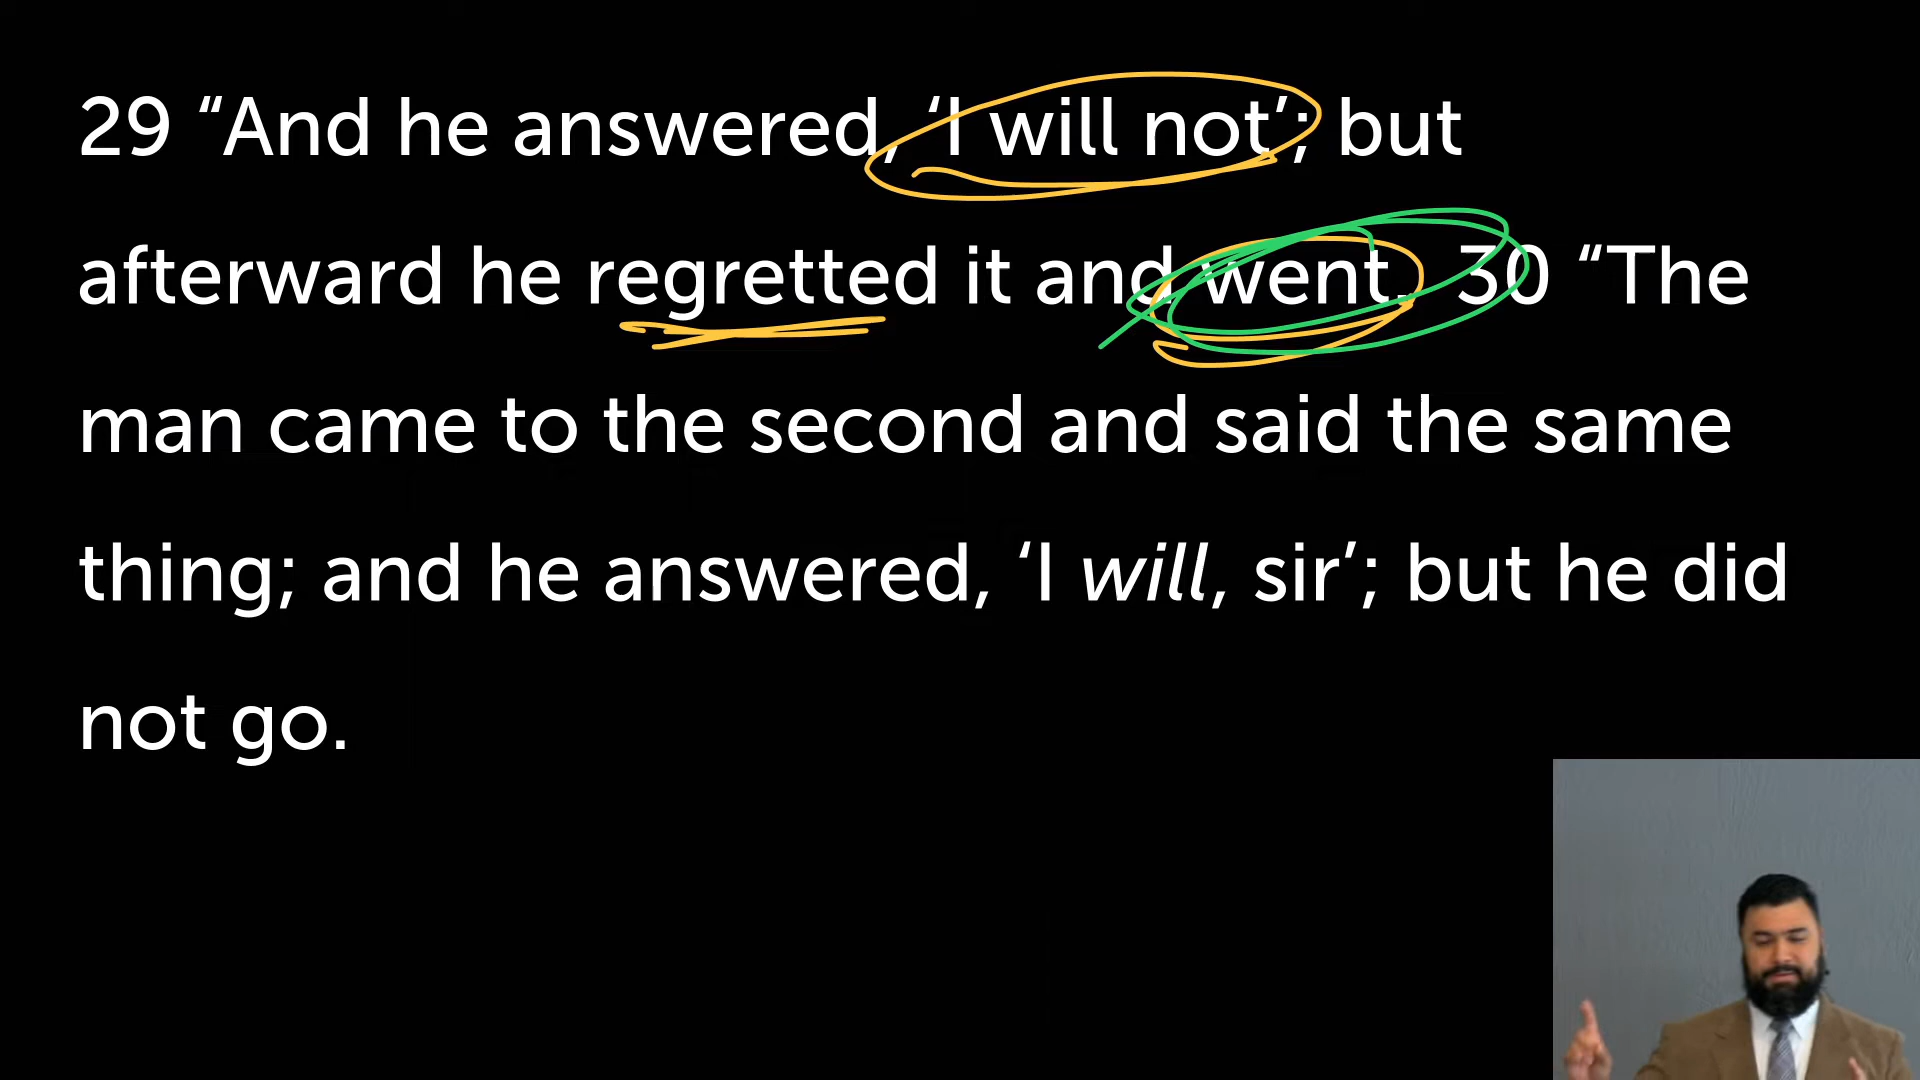 29 “And he answered, ‘I will not’; but
afterward he regretted it and went. 30 “The
man came to the second and said the same
thing; and he answered, ‘I will, sir’; but he did
not go.